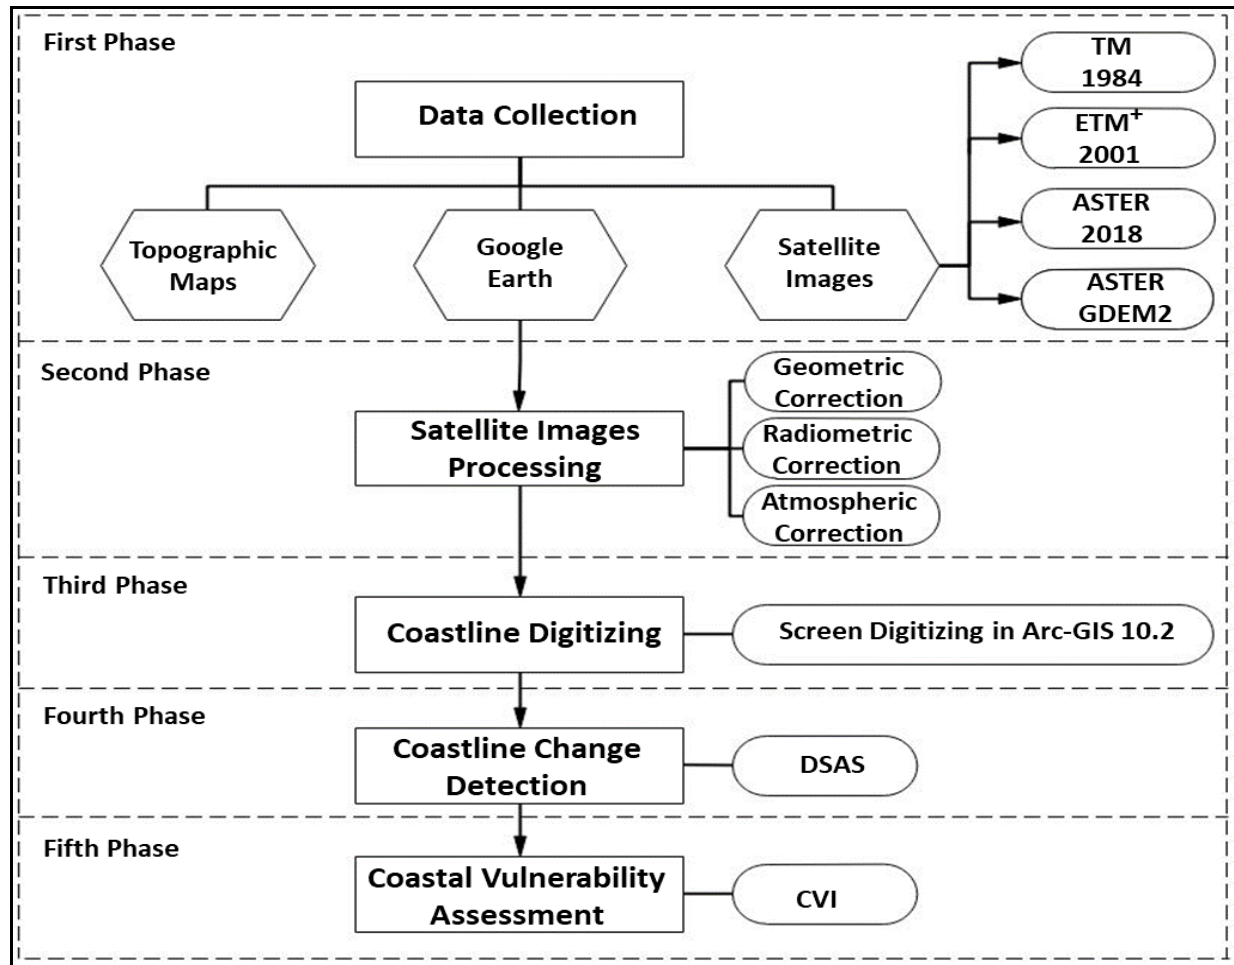 First Phase
Data Collection
Topographic
Maps
Google
Earth
Satellite
Images
TM
1984
ETM+
2001
ASTER
2018
ASTER
GDEM2
Second Phase
Satellite Images
Processing
Geometric
Correction
Radiometric
Correction
Atmospheric
Correction
Third Phase
Coastline Digitizing
Screen Digitizing in Arc-GIS 10.2
Fourth Phase
Coastline Change
Detection
DSAS
Fifth Phase
Coastal Vulnerability
Assessment
CVI